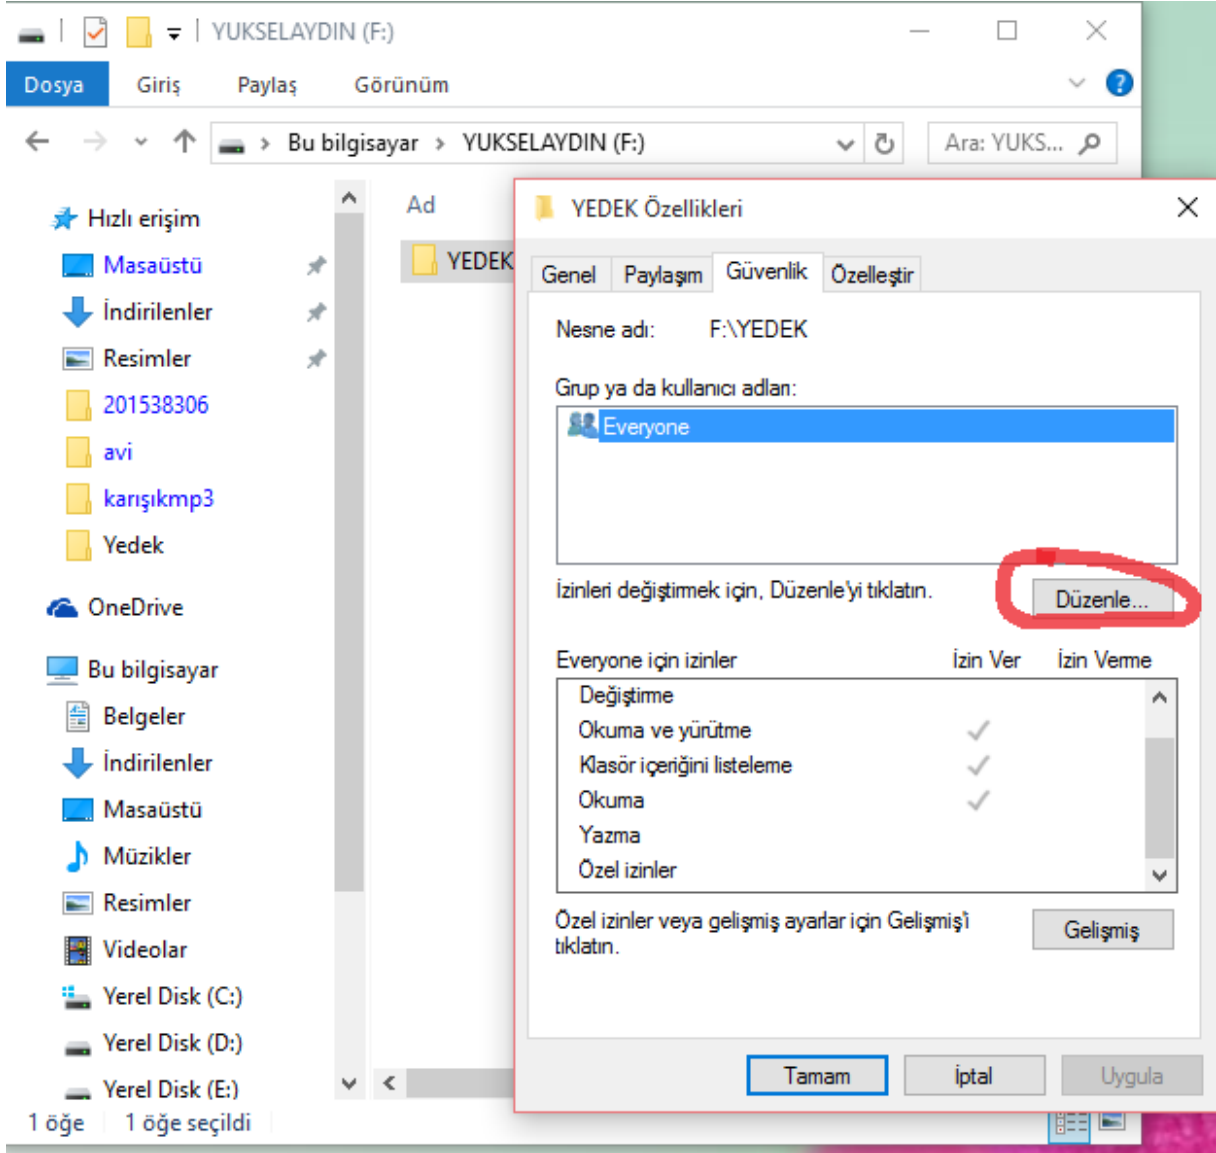 YUKSELAYDIN (F:)
Dosya Giriş Paylaş Görünüm
Bu bilgisayar > YUKSELAYDIN (F:)
Ara: YUKS...
Hızlı erişim
Masaüstü
İndirilenler
Resimler
201538306
avi
karışıkmp3
Yedek
OneDrive
Bu bilgisayar
Belgeler
İndirilenler
Masaüstü
Müzikler
Resimler
Videolar
Yerel Disk (C:)
Yerel Disk (D:)
Yerel Disk (E:)
1 öğe 1 öğe seçildi
Ad
YEDEK
YEDEK Özellikleri
Genel Paylaşım Güvenlik Özelleştir
Nesne adı: F:\YEDEK
Grup ya da kullanıcı adları:
Everyone
İzinleri değiştirmek için, Düzenle'yi tıklatın.
Düzenle...
Everyone için izinler İzin Ver İzin Verme
Değiştirme
Okuma ve yürütme
Klasör içeriğini listeleme
Okuma
Yazma
Özel izinler
Özel izinler veya gelişmiş ayarlar için Gelişmiş'i
tıklatın.
Gelişmiş
Tamam İptal Uygula